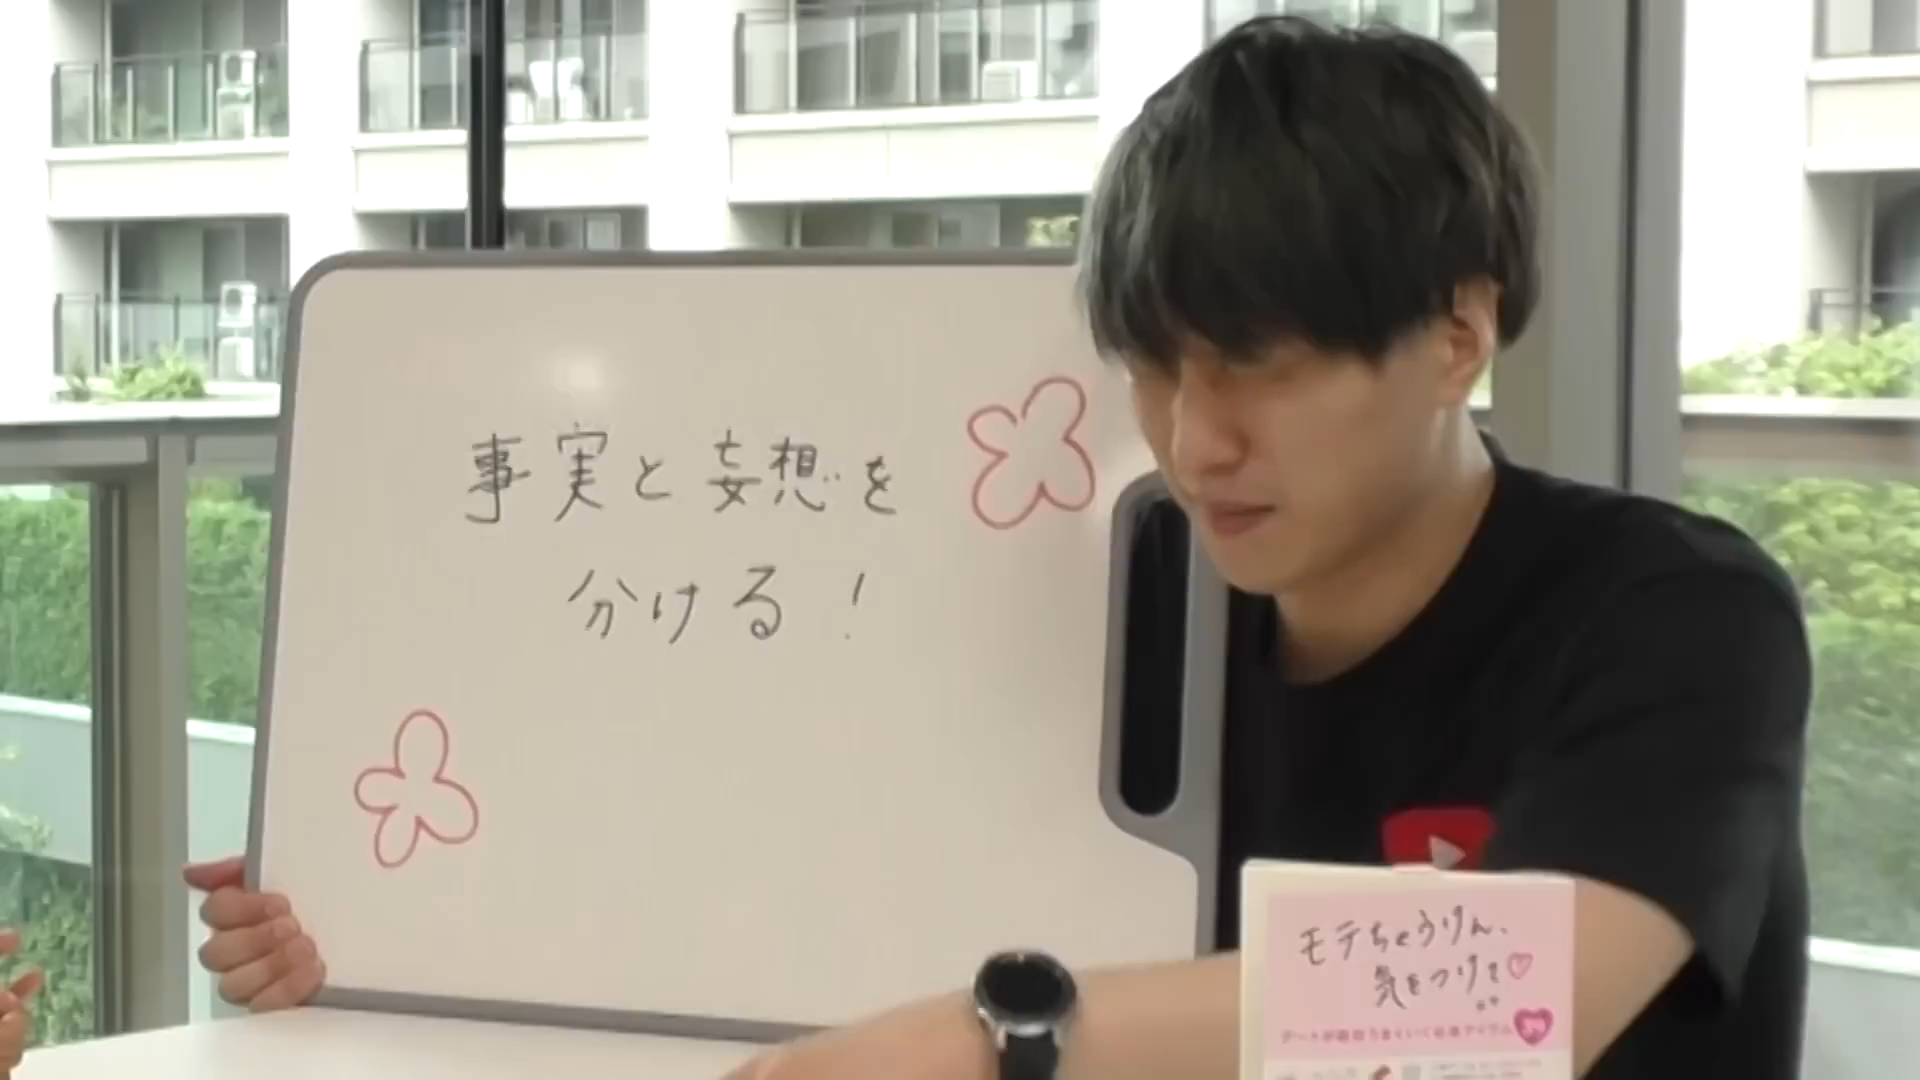 事実と妄想を
分ける!
モテちゃうけん、
気をつけて♡